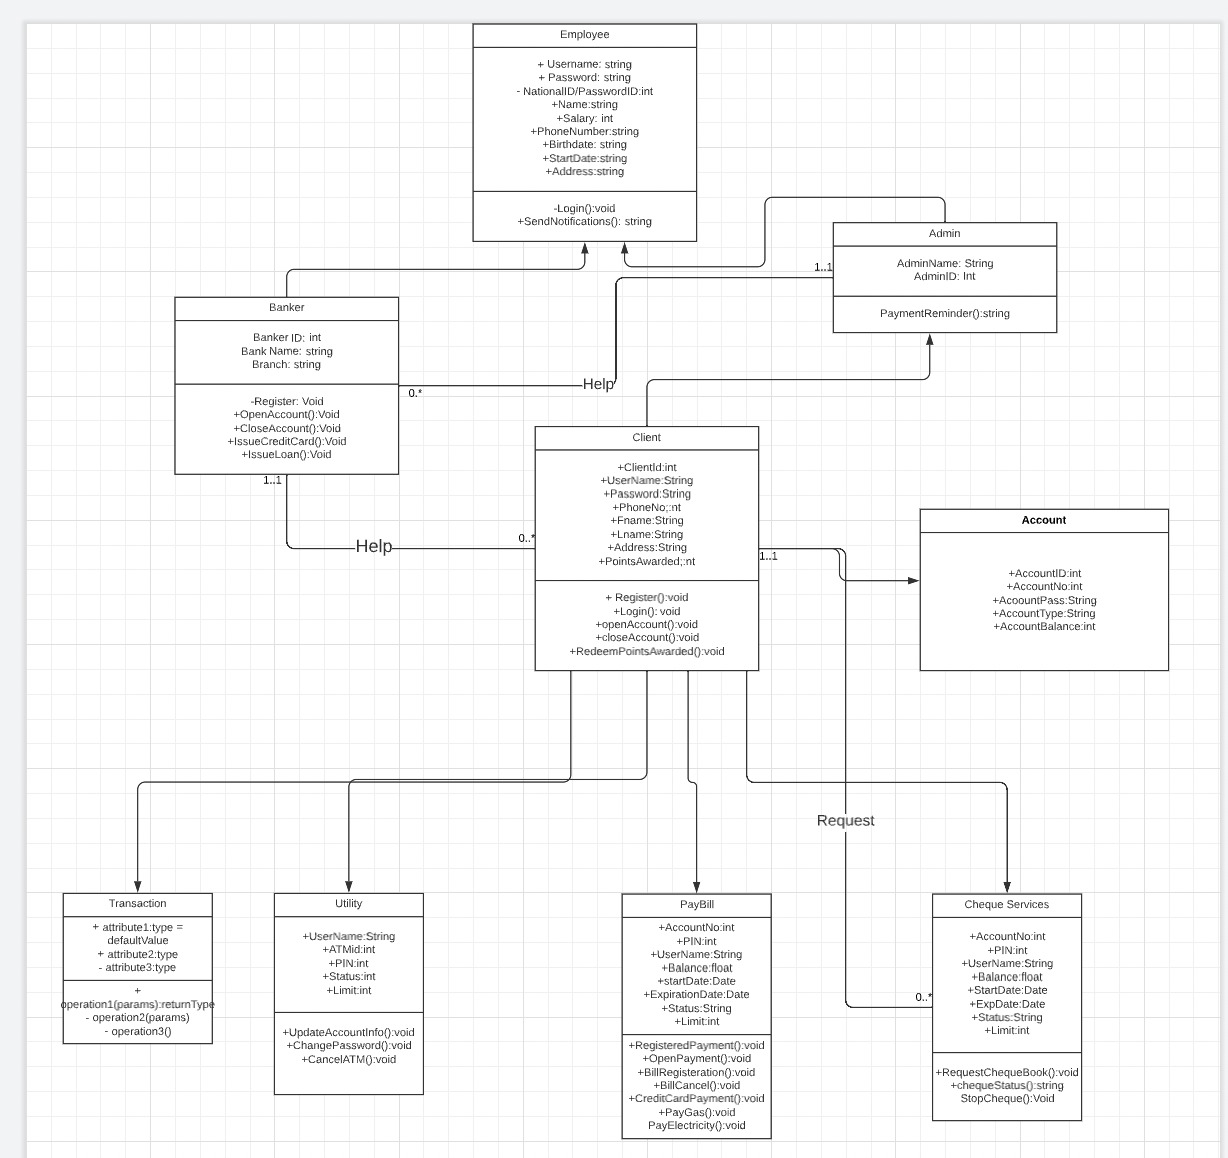 Employee
+ Username: string
+ Password: string
- NationalID/PasswordID:int
+Name:string
+Salary: int
+PhoneNumber:string
+Birthdate: string
+StartDate:string
+Address:string
-Login():void
+SendNotifications(): string
Admin
AdminName: String
AdminID: Int
PaymentReminder():string
1..1
Banker
Banker ID: int
Bank Name: string
Branch: string
-Register: Void
+OpenAccount():Void
+CloseAccount():Void
+IssueCreditCard():Void
+IssueLoan():Void
Help
0..*
1..1
Client
+ClientId:int
+UserName:String
+Password:String
+PhoneNo;:nt
+Fname:String
+Lname:String
+Address:String
+PointsAwarded;:nt
+ Register():void
+Login(): void
+openAccount():void
+closeAccount():void
+RedeemPointsAwarded():void
Help
0..*
1..1
Account
+AccountID:int
+AccountNo:int
+AcoountPass:String
+AccountType:String
+AccountBalance:int
Request
0..*
Transaction
+ attribute1:type =
defaultValue
+ attribute2:type
- attribute3:type
+
operation1(params):returnType
- operation2(params)
- operation3()
Utility
+UserName:String
+ATMid:int
+PIN:int
+Status:int
+Limit:int
+UpdateAccountInfo():void
+ChangePassword():void
+CancelATM():void
PayBill
+AccountNo:int
+PIN:int
+UserName:String
+Balance:float
+startDate:Date
+ExpirationDate:Date
+Status:String
+Limit:int
+RegisteredPayment():void
+OpenPayment():void
+BillRegisteration():void
+BillCancel():void
+CreditCardPayment():void
+PayGas():void
PayElectricity():void
Cheque Services
+AccountNo:int
+PIN:int
+UserName:String
+Balance;float
+StartDate:Date
+ExpDate:Date
+Status:String
+Limit:int
+RequestChequeBook():void
+chequeStatus():string
StopCheque():Void